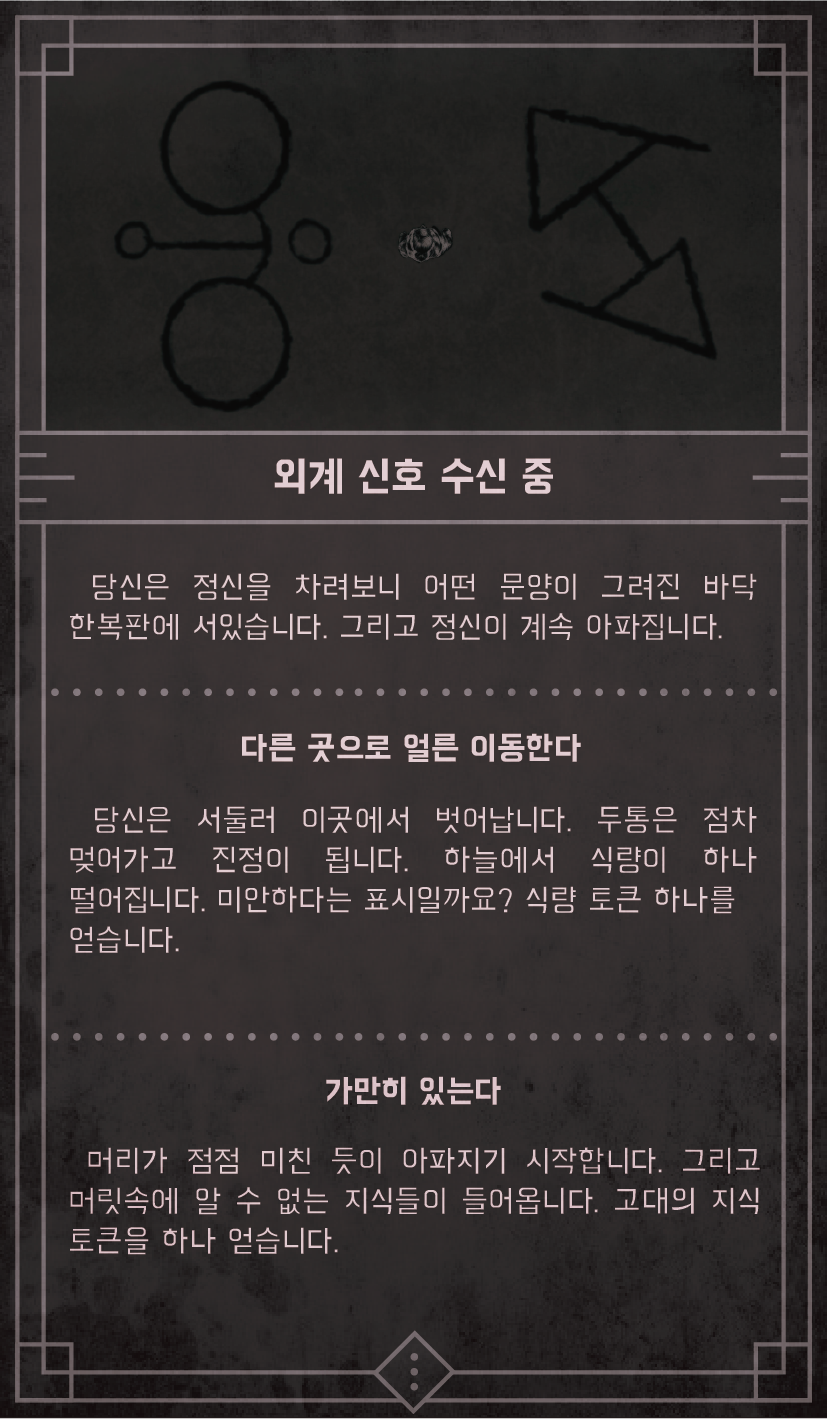 외계 신호 수신 중
당신은 정신을 차려보니 어떤 문양이 그려진 바닥
한복판에 서있습니다. 그리고 정신이 계속 아파집니다.
다른 곳으로 얼른 이동한다
당신은 서둘러 이곳에서 벗어납니다. 두통은 점차
멎어가고 진정이 됩니다. 하늘에서 식량이 하나
떨어집니다. 미안하다는 표시일까요? 식량 토큰 하나를
얻습니다.
가만히 있는다
머리가 점점 미친 듯이 아파지기 시작합니다. 그리고
머릿속에 알 수 없는 지식들이 들어옵니다. 고대의 지식
토큰을 하나 얻습니다.